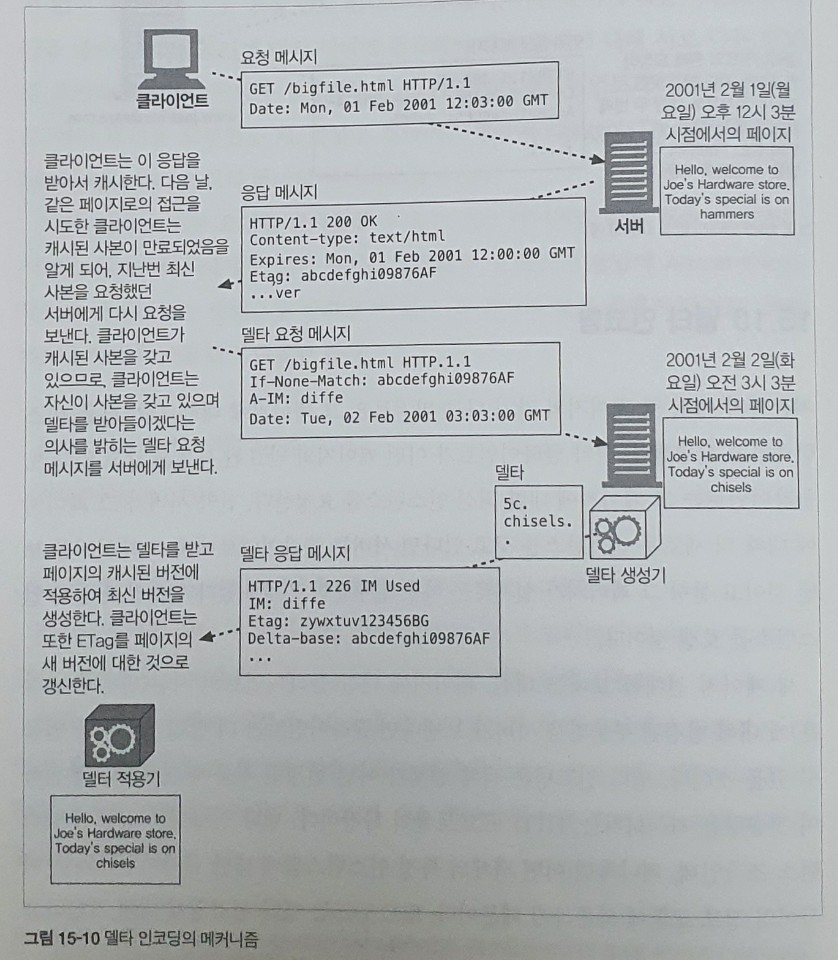 요청 메시지
GET /bigfile.html HTTP/1.1
Date: Mon, 01 Feb 2001 12:03:00 GMT
클라이언트
2001년 2월 1일(월
요일) 오후 12시 3분
시점에서의 페이지
Hello, welcome to
Joe's Hardware store.
Today's special is on
hammers
서버
클라이언트는 이 응답을
받아서 캐시한다. 다음 날,
같은 페이지로의 접근을
시도한 클라이언트는
캐시된 사본이 만료되었음을
알게 되어, 지난번 최신
사본을 요청했던
서버에게 다시 요청을
보낸다. 클라이언트가
캐시된 사본을 갖고
있으므로, 클라이언트는
자신이 사본을 갖고 있으며
델타를 받아들이겠다는
의사를 밝히는 델타 요청
메시지를 서버에게 보낸다.
응답 메시지
HTTP/1.1 200 OK
Content-type: text/html
Expires: Mon, 01 Feb 2001 12:00:00 GMT
Etag: abcdefghi09876AF
...ver
델타 요청 메시지
GET /bigfile.html HTTP.1.1
If-None-Match: abcdefghi09876AF
A-IM: diffe
Date: Tue, 02 Feb 2001 03:03:00 GMT
2001년 2월 2일(화
요일) 오전 3시 3분
시점에서의 페이지
Hello, welcome to
Joe's Hardware store.
Today's special is on
chisels
델타
5c.
chisels.
.
델타 생성기
클라이언트는 델타를 받고
페이지의 캐시된 버전에
적용하여 최신 버전을
생성한다. 클라이언트는
또한 ETag를 페이지의
새 버전에 대한 것으로
갱신한다.
델타 응답 메시지
HTTP/1.1 226 IM Used
IM: diffe
Etag: zywxtuv123456BG
Delta-base: abcdefghi09876AF
...
델터 적용기
Hello, welcome to
Joe's Hardware store.
Today's special is on
chisels
그림 15-10 델타 인코딩의 메커니즘